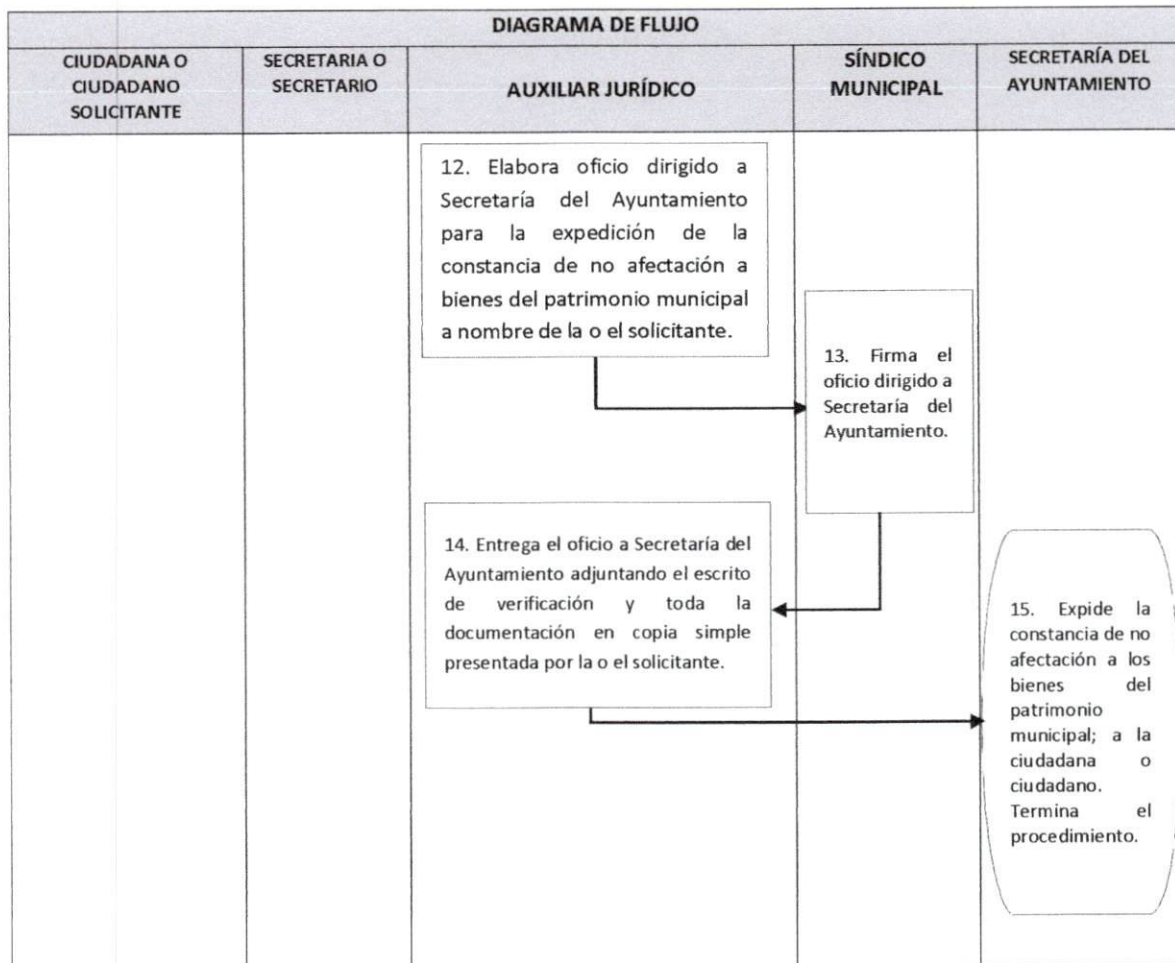 DIAGRAMA DE FLUJO
CIUDADANA O
CIUDADANO
SOLICITANTE
SECRETARIA O
SECRETARIO
AUXILIAR JURÍDICO
SÍNDICO
MUNICIPAL
SECRETARÍA DEL
AYUNTAMIENTO
12. Elabora oficio dirigido a
Secretaría del Ayuntamiento
para la expedición de la
constancia de no afectación a
bienes del patrimonio municipal
a nombre de la o el solicitante.
13. Firma el
oficio dirigido a
Secretaría del
Ayuntamiento.
14. Entrega el oficio a Secretaría del
Ayuntamiento adjuntando el escrito
de verificación y toda la
documentación en copia simple
presentada por la o el solicitante.
15. Expide la
constancia de no
afectación a los
bienes del
patrimonio
municipal; a la
ciudadana o
ciudadano.
Termina el
procedimiento.